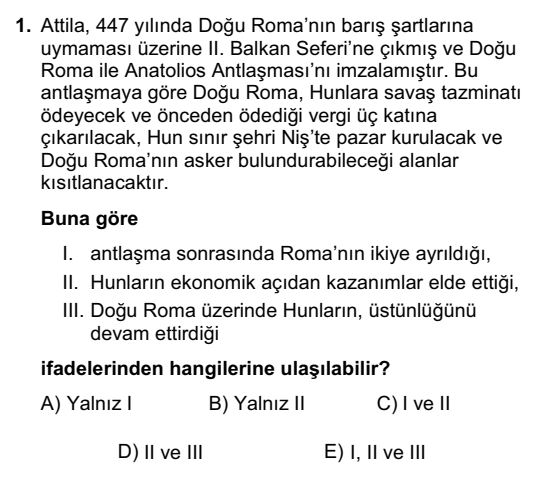 1. Attila, 447 yılında Doğu Roma'nın barış şartlarına
uymaması üzerine II. Balkan Seferi'ne çıkmış ve Doğu
Roma ile Anatolios Antlaşması'nı imzalamıştır. Bu
antlaşmaya göre Doğu Roma, Hunlara savaş tazminatı
ödeyecek ve önceden ödediği vergi üç katına
çıkarılacak, Hun sınır şehri Niş'te pazar kurulacak ve
Doğu Roma'nın asker bulundurabileceği alanlar
kısıtlanacaktır.
Buna göre
I. antlaşma sonrasında Roma'nın ikiye ayrıldığı,
II. Hunların ekonomik açıdan kazanımlar elde ettiği,
III. Doğu Roma üzerinde Hunların, üstünlüğünü
devam ettirdiği
ifadelerinden hangilerine ulaşılabilir?
A) Yalnız I B) Yalnız II C) I ve II
D) II ve III E) I, II ve III